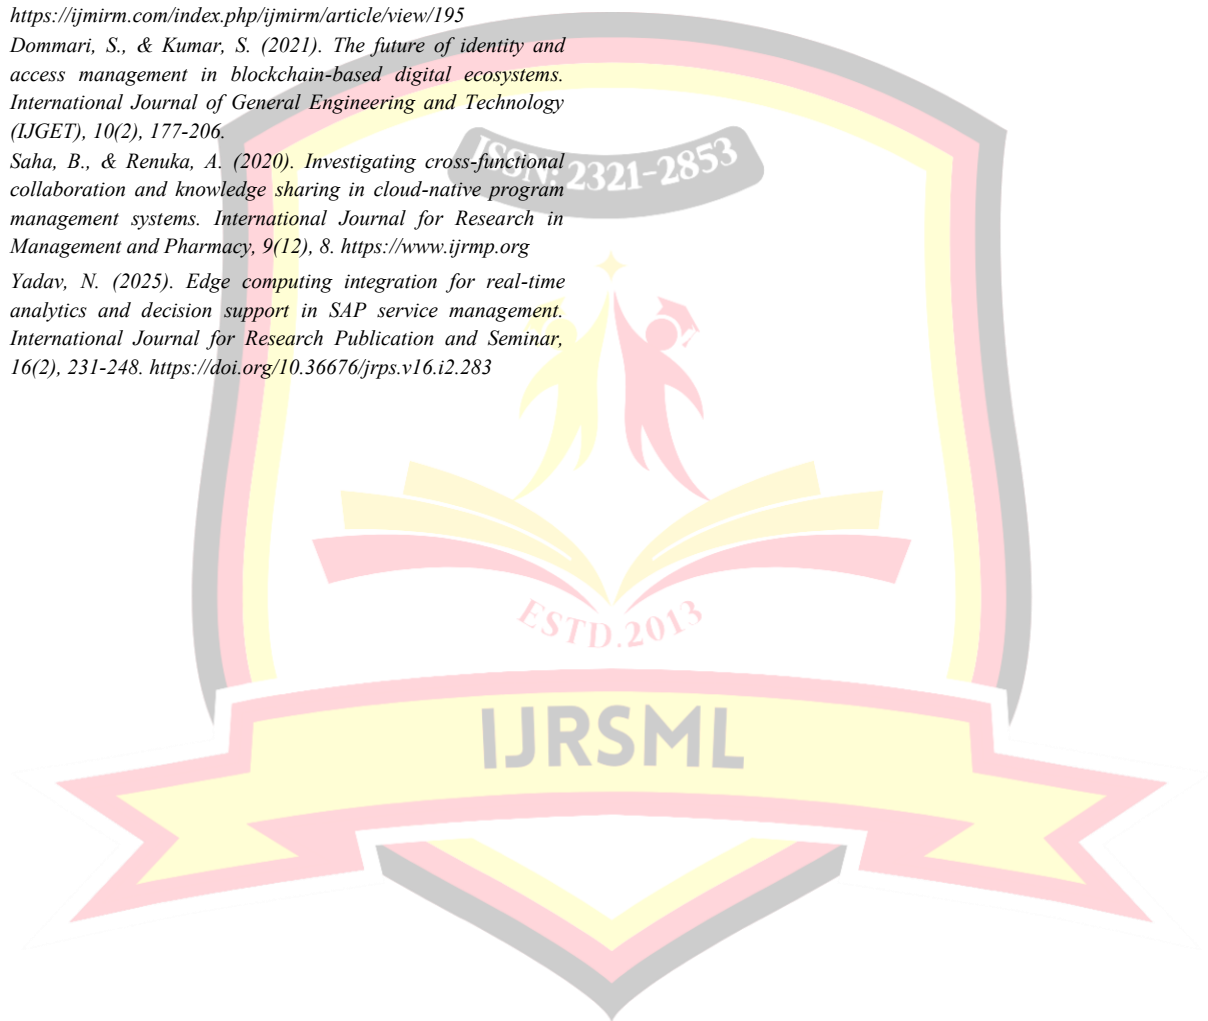 https://ijmirm.com/index.php/ijmirm/article/view/195
Dommari, S., & Kumar, S. (2021). The future of identity and
access management in blockchain-based digital ecosystems.
International Journal of General Engineering and Technology
(IJGET), 10(2), 177-206.
Saha, B., & Renuka, A. (2020). Investigating cross-functional
collaboration and knowledge sharing in cloud-native program
management systems. International Journal for Research in
Management and Pharmacy, 9(12), 8. https://www.ijrmp.org
Yadav, N. (2025). Edge computing integration for real-time
analytics and decision support in SAP service management.
International Journal for Research Publication and Seminar,
16(2), 231-248. https://doi.org/10.36676/jrps.v16.i2.283
ISSN: 2321-2853
ESTD.2013
IJRSML